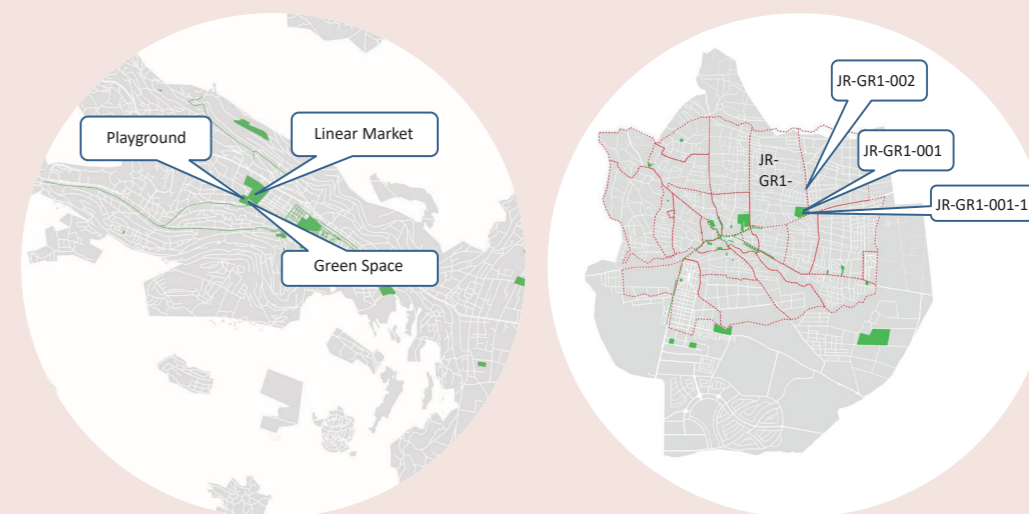 Playground
Linear Market
Green Space
JR-GR1-002
JR-
GR1-
JR-GR1-001
JR-GR1-001-1